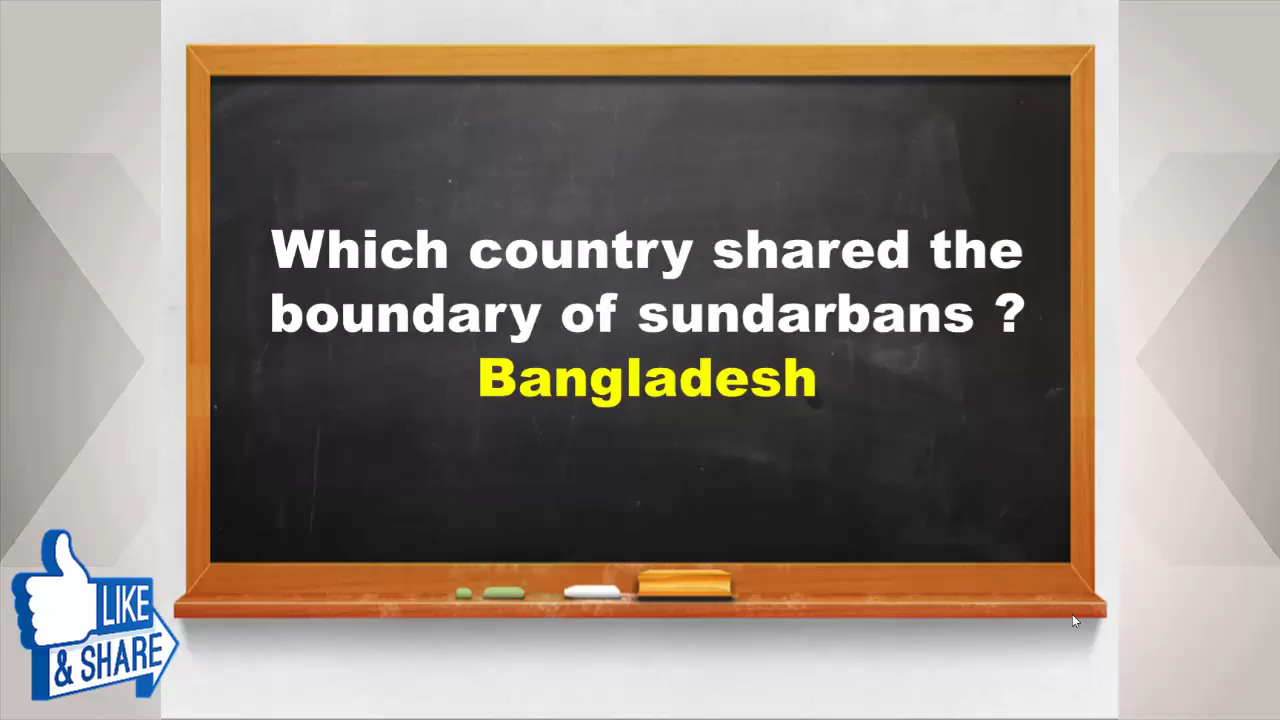 Which country shared the
boundary of sundarbans ?
Bangladesh
LIKE
& SHARE